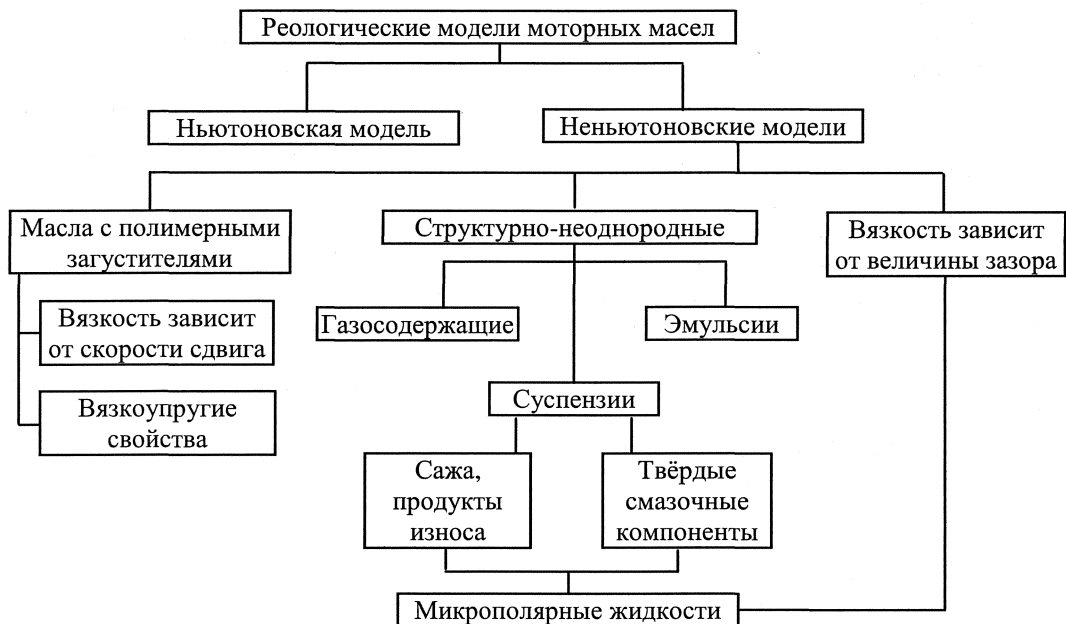 Реологические модели моторных масел
Ньютоновская модель
Неньютоновские модели
Масла с полимерными
загустителями
Структурно-неоднородные
Вязкость зависит
от величины зазора
Вязкость зависит
от скорости сдвига
Газосодержащие
Эмульсии
Вязкоупругие
свойства
Суспензии
Сажа,
продукты
износа
Твёрдые
смазочные
компоненты
Микрополярные жидкости